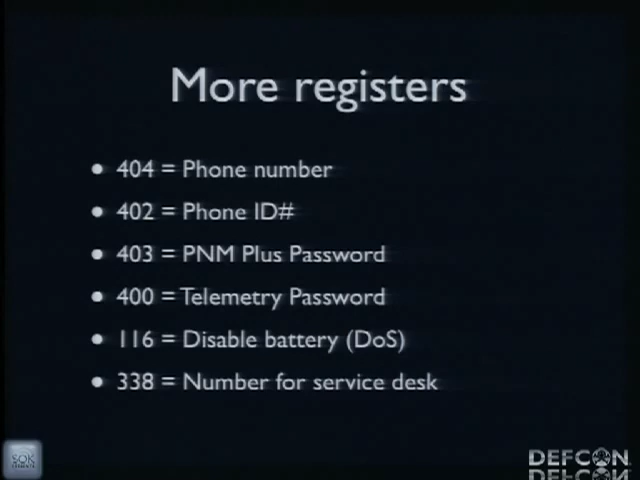 More registers
• 404 = Phone number
• 402 = Phone ID#
• 403 = PNM Plus Password
• 400 = Telemetry Password
• 116 = Disable battery (DoS)
• 338 = Number for service desk
SOK
DEFCON